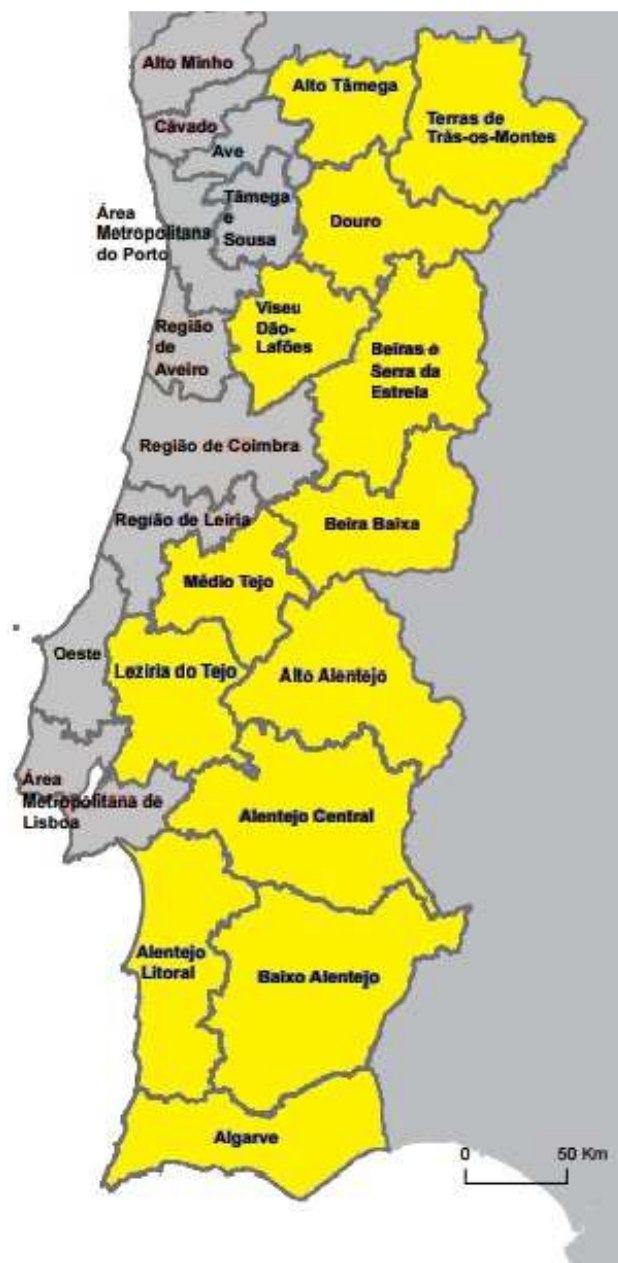 Alto Minho
Alto Tâmega
Terras de
Trás-os-Montes
Cávado
Ave
Tâmega
e
Sousa
Douro
Área
Metropolitana
do Porto
Viseu
Dão-
Lafões
Região
de
Aveiro
Beiras e
Serra da
Estrela
Região de Coimbra
Região de Leiria
Beira Baixa
Médio Tejo
Oeste
Lezíria do Tejo
Alto Alentejo
Área
Metropolitana de
Lisboa
Alentejo Central
Alentejo
Litoral
Baixo Alentejo
Algarve
0 50 Km